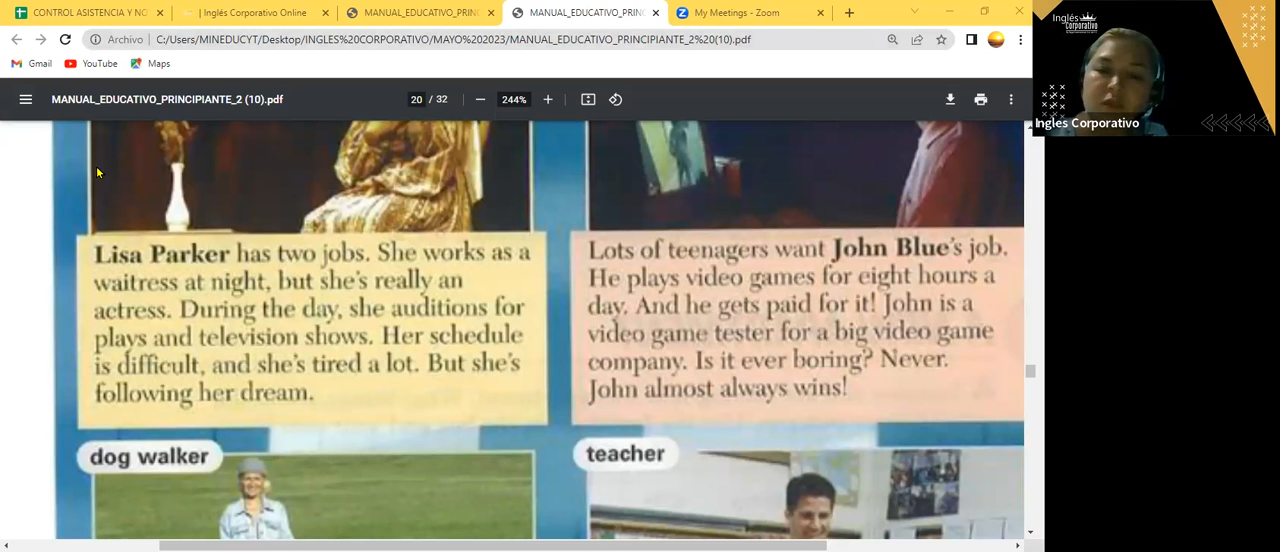 CONTROL ASISTENCIA Y NO
Inglés Corporativo Online
MANUAL_EDUCATIVO_PRIN
MANUAL_EDUCATIVO_PRIN
My Meetings - Zoom
Archivo
C:/Users/MINEDUCYT/Desktop/INGLES%20CORPORATIVO/MAYO%202023/MANUAL_EDUCATIVO_PRINCIPIANTE_2%20(10).pdf
Gmail
YouTube
Maps
MANUAL_EDUCATIVO_PRINCIPIANTE_2 (10).pdf
20 / 32
244%
Inglés
Corporativo
Inglés Corporativo
Lisa Parker has two jobs. She works as a
waitress at night, but she's really an
actress. During the day, she auditions for
plays and television shows. Her schedule
is difficult, and she's tired a lot. But she's
following her dream.
Lots of teenagers want John Blue's job.
He plays video games for eight hours a
day. And he gets paid for it! John is a
video game tester for a big video game
company. Is it ever boring? Never.
John almost always wins!
dog walker
teacher